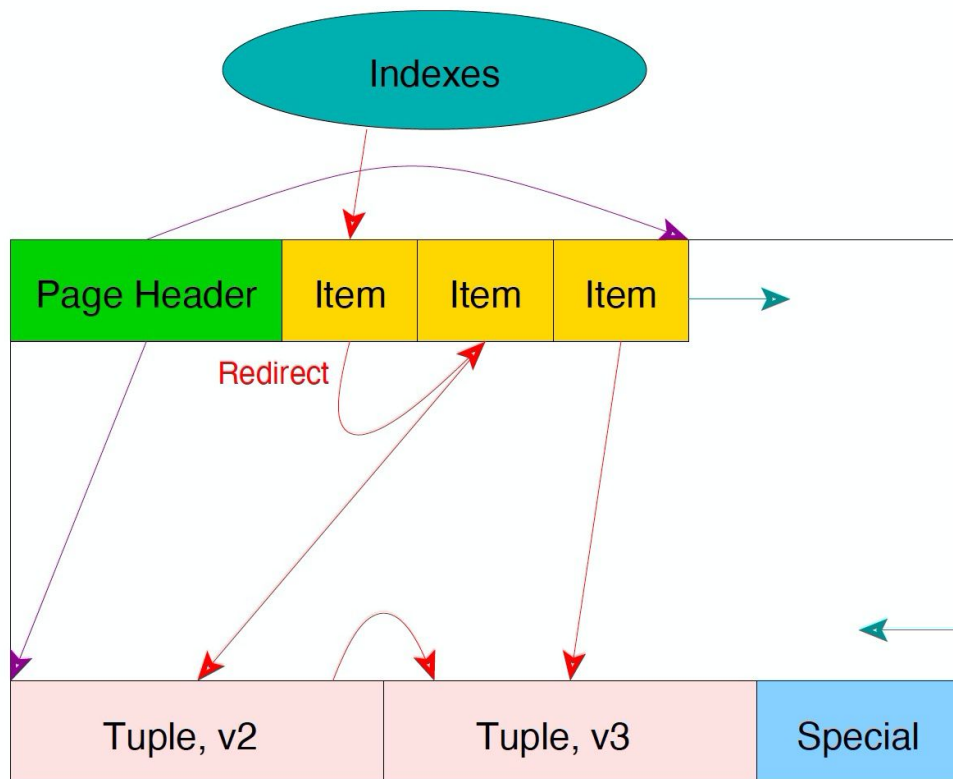 Indexes
Page Header Item Item Item
Redirect
Tuple, v2 Tuple, v3 Special